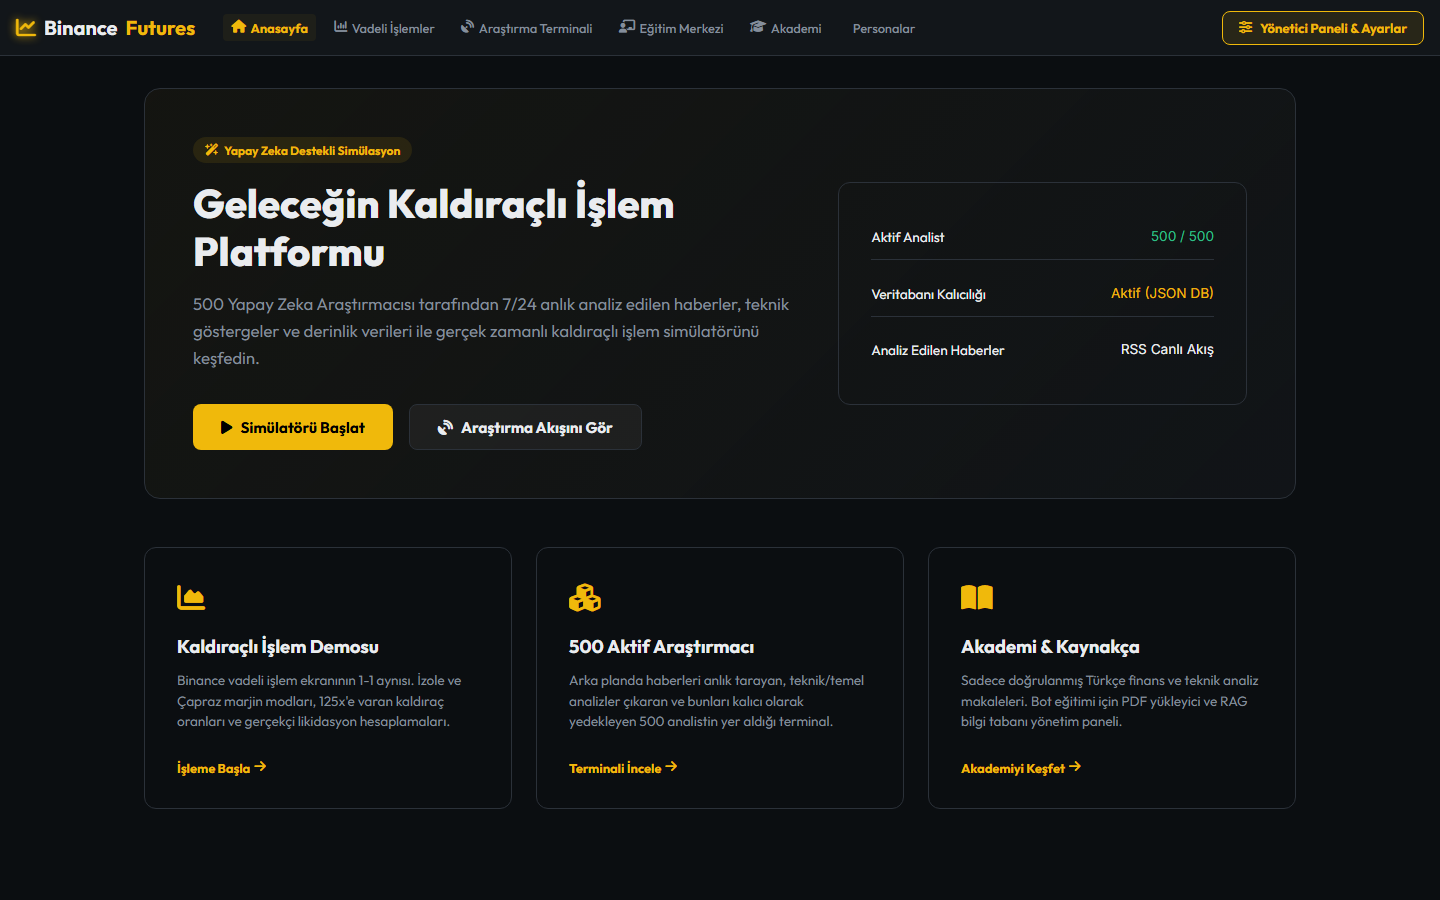 Binance Futures
Anasayfa
Vadeli İşlemler
Araştırma Terminali
Eğitim Merkezi
Akademi
Personalar
Yönetici Paneli & Ayarlar
Yapay Zeka Destekli Simülasyon
Geleceğin Kaldıraçlı İşlem
Platformu
500 Yapay Zeka Araştırmacısı tarafından 7/24 anlık analiz edilen haberler, teknik
göstergeler ve derinlik verileri ile gerçek zamanlı kaldıraçlı işlem simülatörünü
keşfedin.
Simülatörü Başlat
Araştırma Akışını Gör
Aktif Analist 500 / 500
Veritabanı Kalıcılığı Aktif (JSON DB)
Analiz Edilen Haberler RSS Canlı Akış
Kaldıraçlı İşlem Demosu
Binance vadeli işlem ekranının 1-1 aynısı. İzole ve
Çapraz marjin modları, 125x'e varan kaldıraç
oranları ve gerçekçi likidasyon hesaplamaları.
İşleme Başla
500 Aktif Araştırmacı
Arka planda haberleri anlık tarayan, teknik/temel
analizler çıkaran ve bunları kalıcı olarak
yedekleyen 500 analistin yer aldığı terminal.
Terminali İncele
Akademi & Kaynakça
Sadece doğrulanmış Türkçe finans ve teknik analiz
makaleleri. Bot eğitimi için PDF yükleyici ve RAG
bilgi tabanı yönetim paneli.
Akademiyi Keşfet